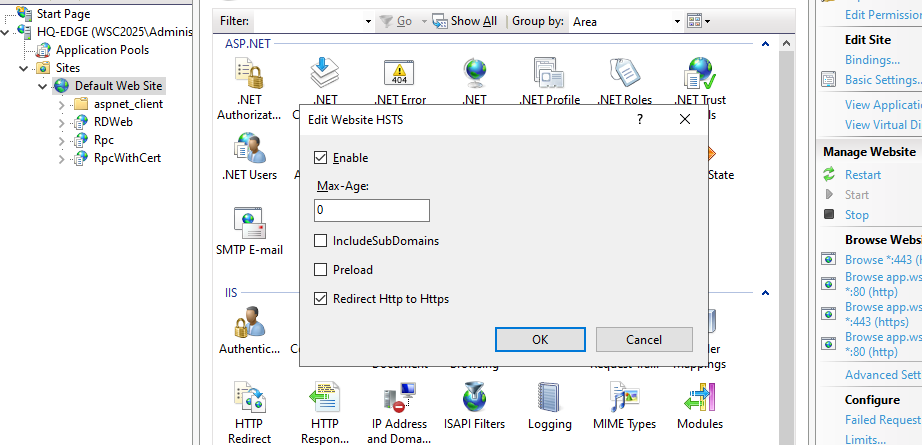 Start Page
HQ-EDGE (WSC2025\Adminis
Application Pools
Sites
Default Web Site
aspnet_client
RDWeb
Rpc
RpcWithCert
Filter:
Go
Show All
Group by:
Area
ASP.NET
.NET
Authorizat...
.NET
.NET Error
.NET
.NET Profile
.NET Roles
.NET Trust
.NET Users
State
SMTP E-mail
Edit Website HSTS
?
Enable
Max-Age:
0
IncludeSubDomains
Preload
Redirect Http to Https
OK
Cancel
IIS
Authentic...
Document
Browsing
Mappings
HTTP
Redirect
HTTP
Respon...
IP Address
and Doma...
ISAPI Filters
Logging
MIME Types
Modules
Edit Permission
Edit Site
Bindings...
Basic Settings..
View Applicatio
View Virtual Di
Manage Website
Restart
Start
Stop
Browse Websi
Browse *:443 (h
Browse app.ws
*:80 (http)
Browse app.ws
*:443 (https)
Browse app.ws
*:80 (http)
Advanced Sett
Configure
Failed Request
Limits...